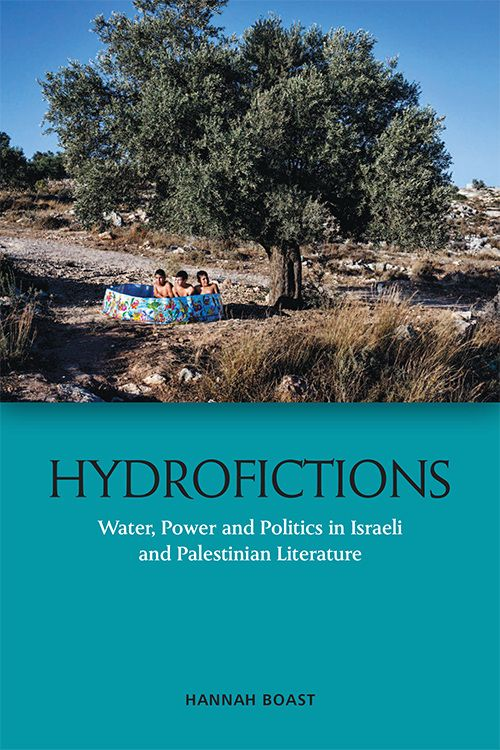 HYDROFICTIONS
Water, Power and Politics in Israeli
and Palestinian Literature
HANNAH BOAST